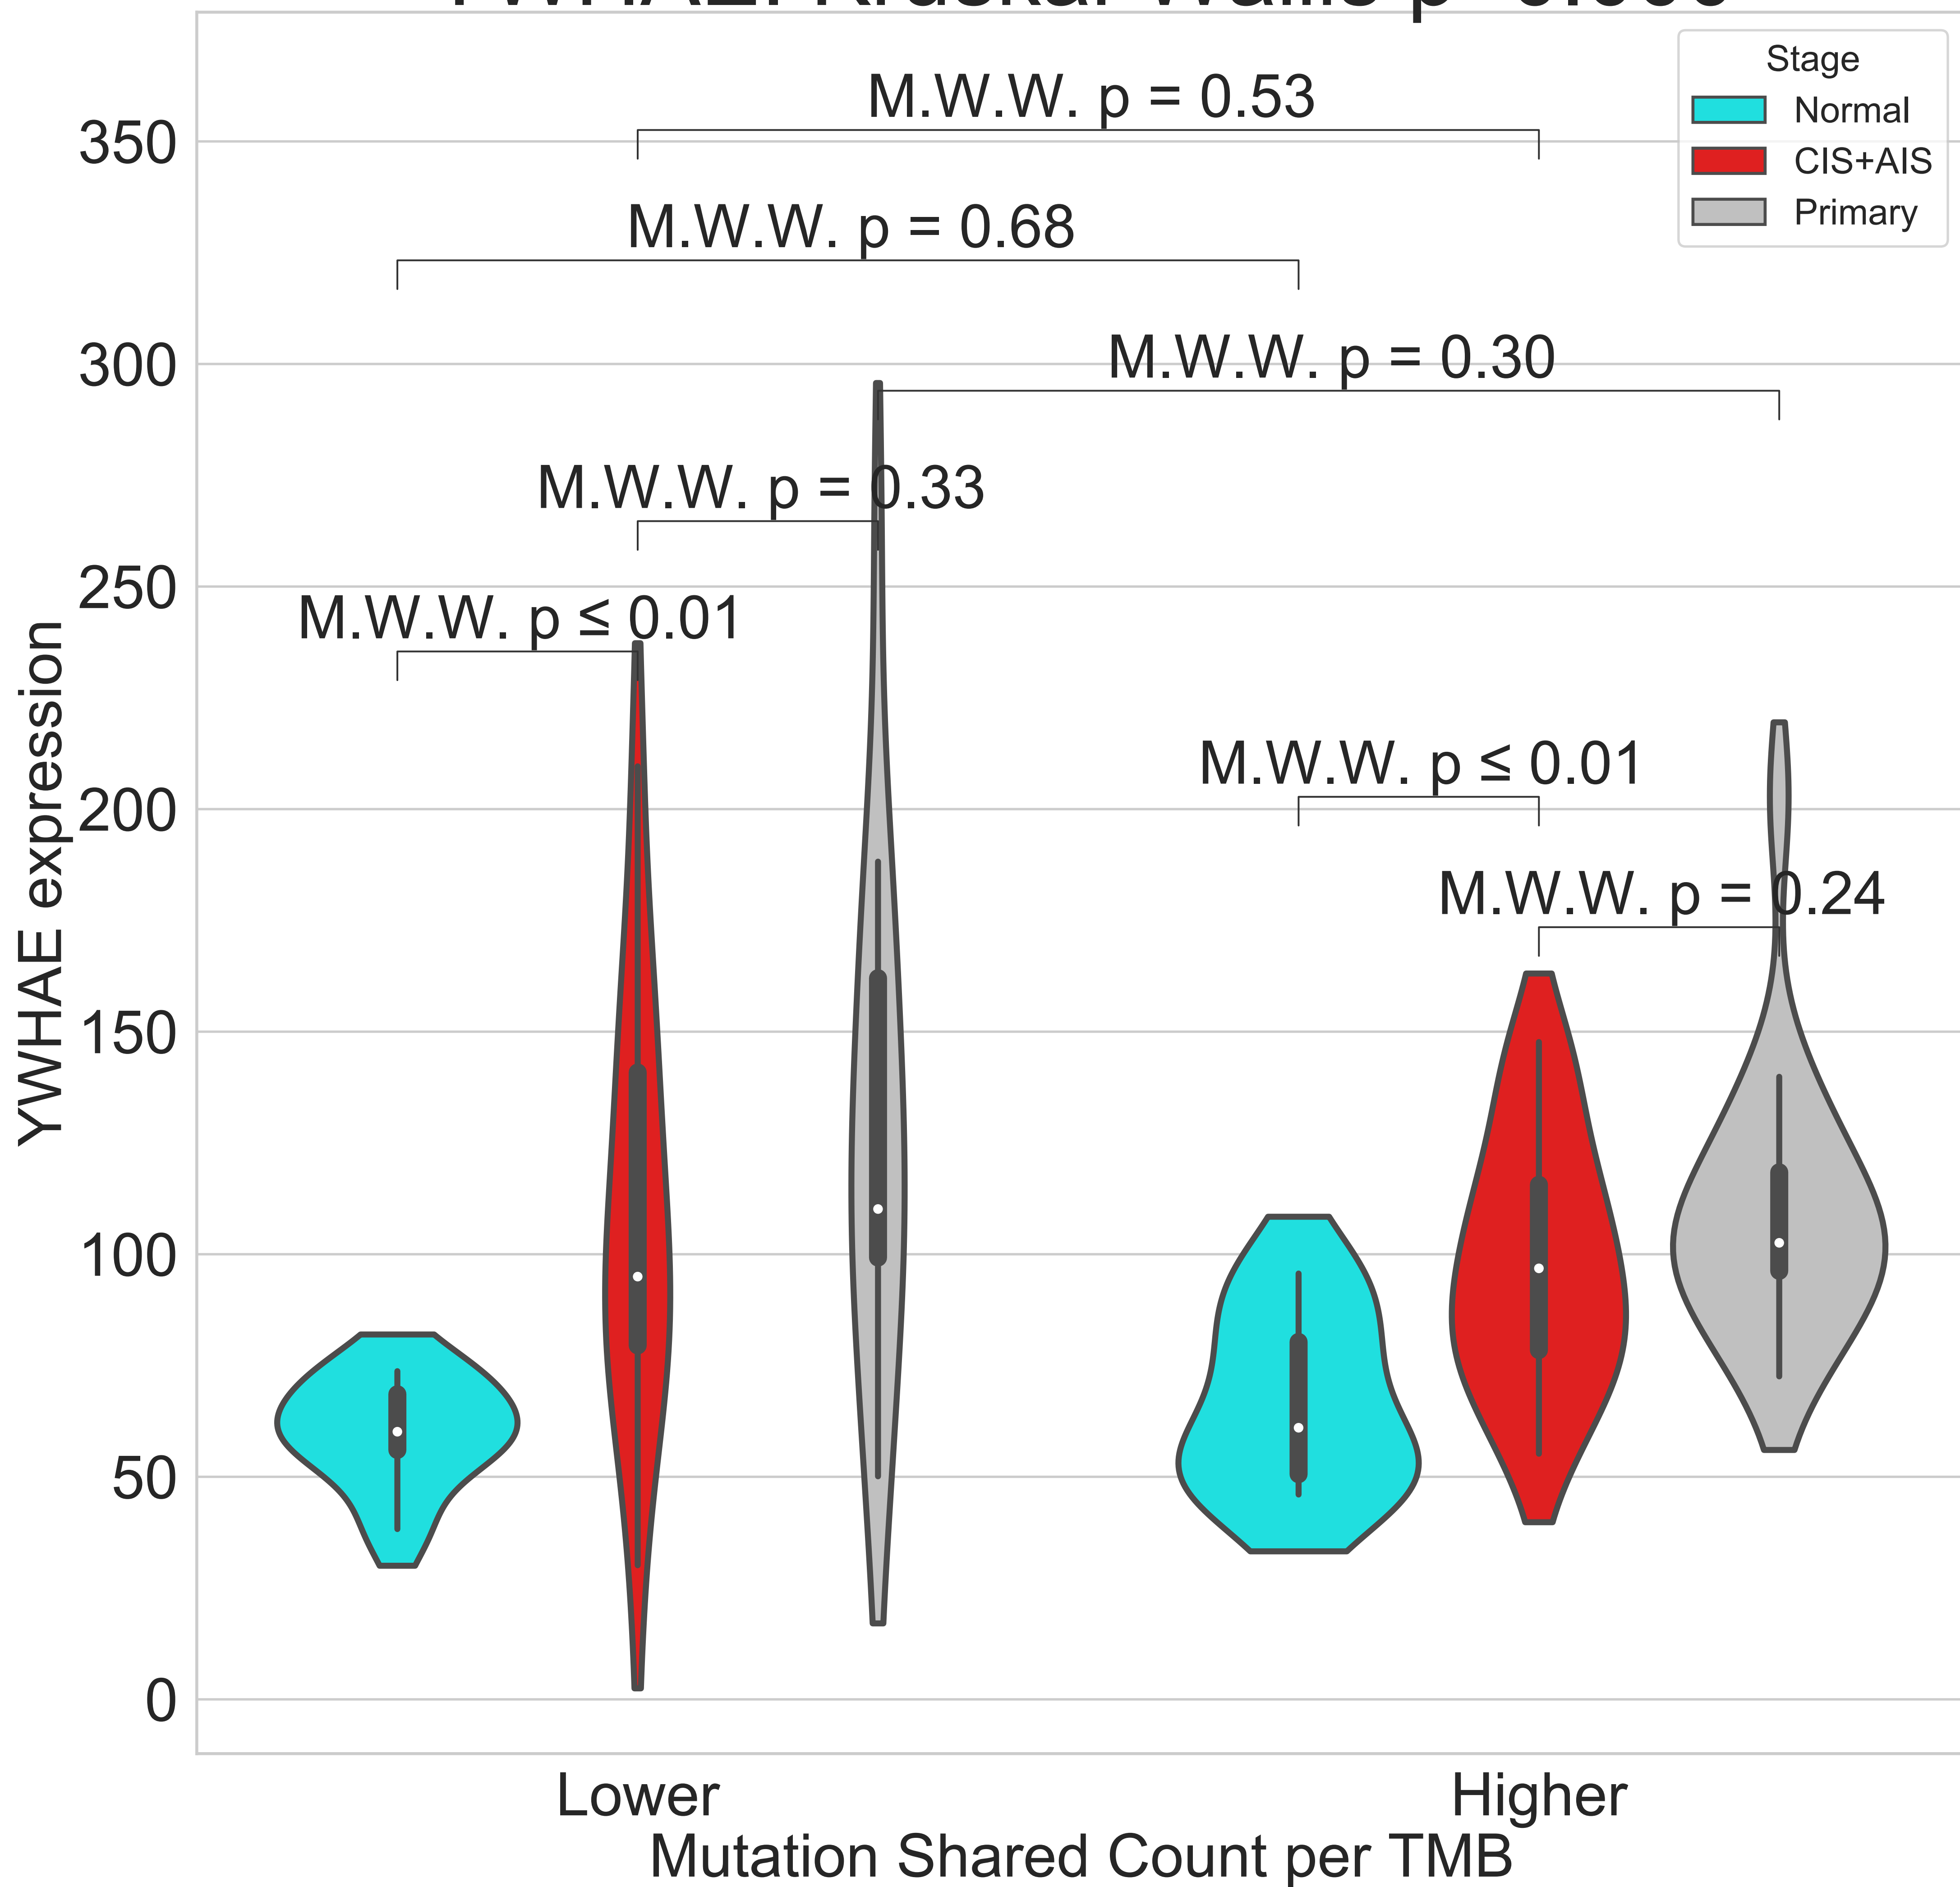 Stage
Normal
CIS+AIS
Primary
M.W.W. p = 0.53
M.W.W. p = 0.68
M.W.W. p = 0.30
M.W.W. p = 0.33
M.W.W. p ≤ 0.01
M.W.W. p ≤ 0.01
M.W.W. p = 0.24
350
300
250
200
150
100
50
0
YWHAE expression
Lower
Higher
Mutation Shared Count per TMB